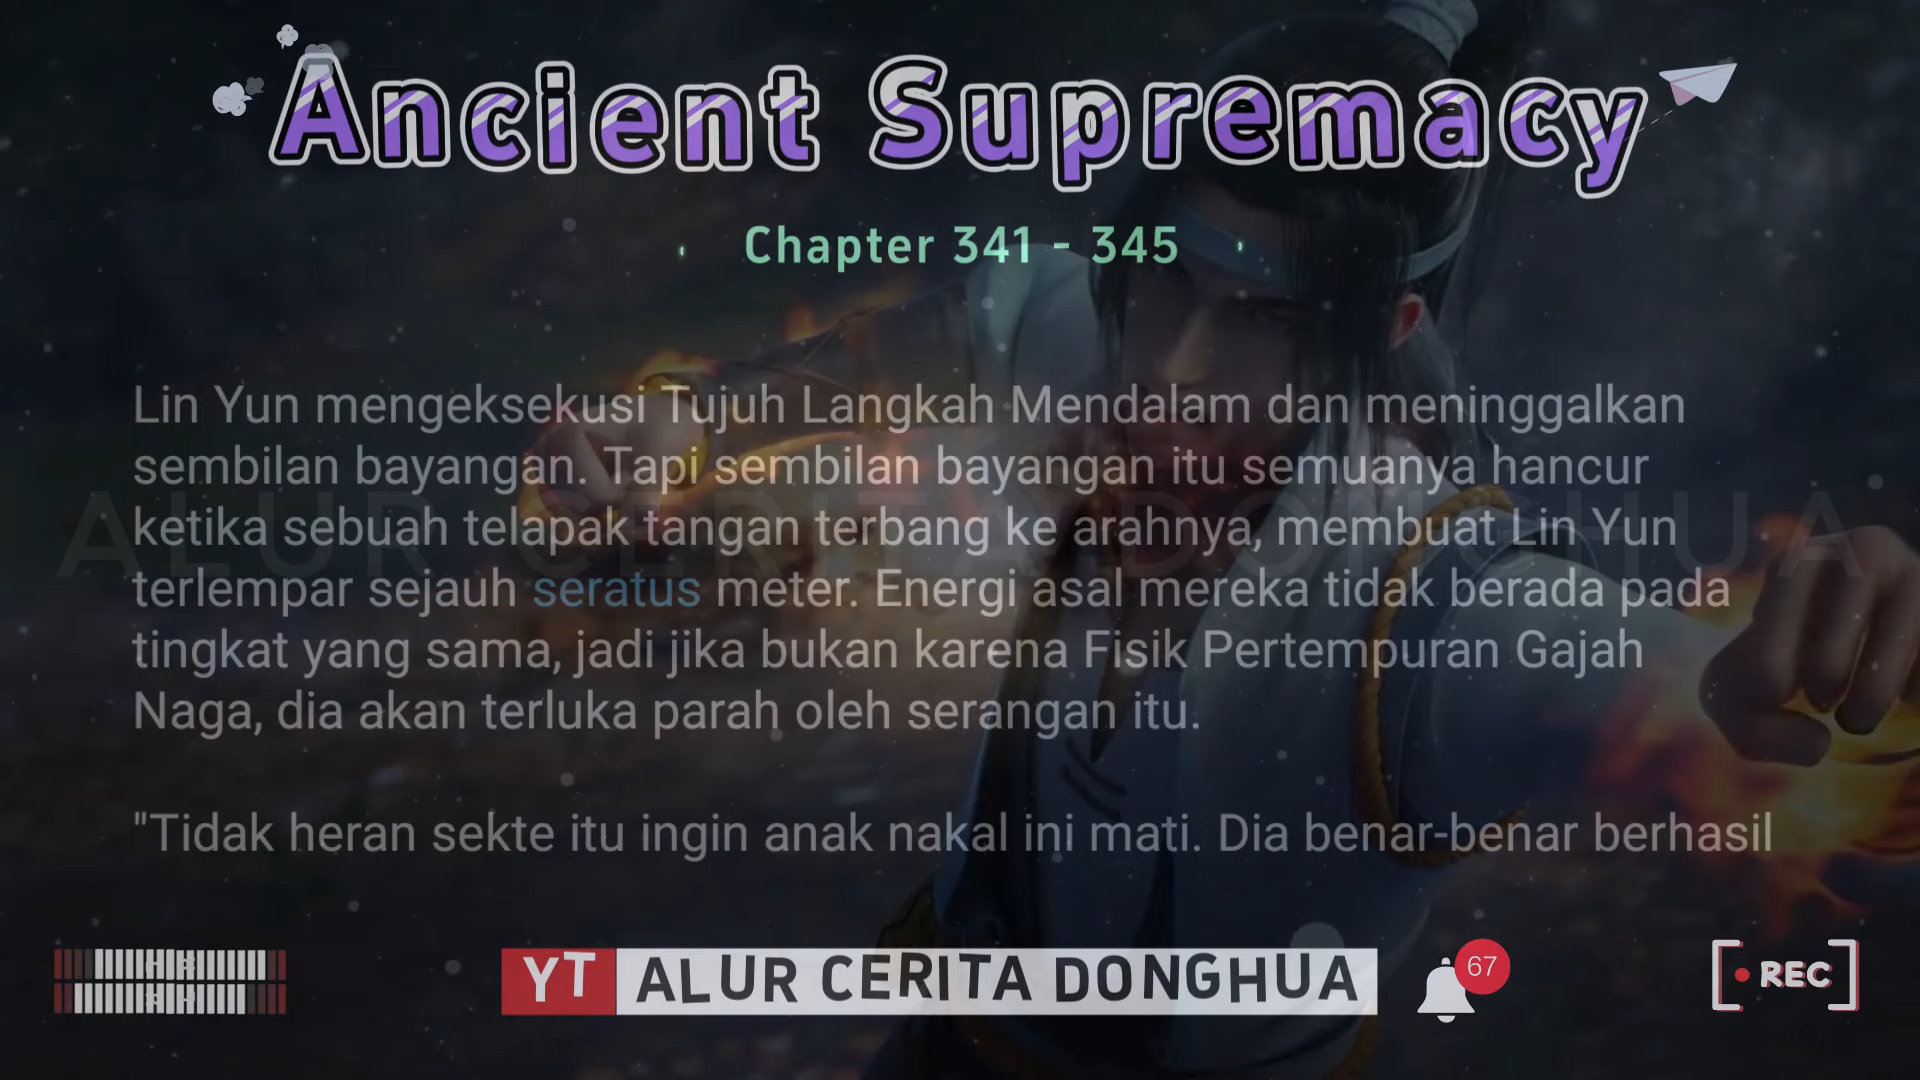 Ancient Supremacy
Chapter 341 - 345
Lin Yun mengeksekusi Tujuh Langkah Mendalam dan meninggalkan
sembilan bayangan. Tapi sembilan bayangan itu semuanya hancur
ketika sebuah telapak tangan terbang ke arahnya, membuat Lin Yun
terlempar sejauh seratus meter. Energi asal mereka tidak berada pada
tingkat yang sama, jadi jika bukan karena Fisik Pertempuran Gajah
Naga, dia akan terluka parah oleh serangan itu.
"Tidak heran sekte itu ingin anak nakal ini mati. Dia benar-benar berhasil
ALUR CERITA DONGHUA
YT ALUR CERITA DONGHUA
67
REC